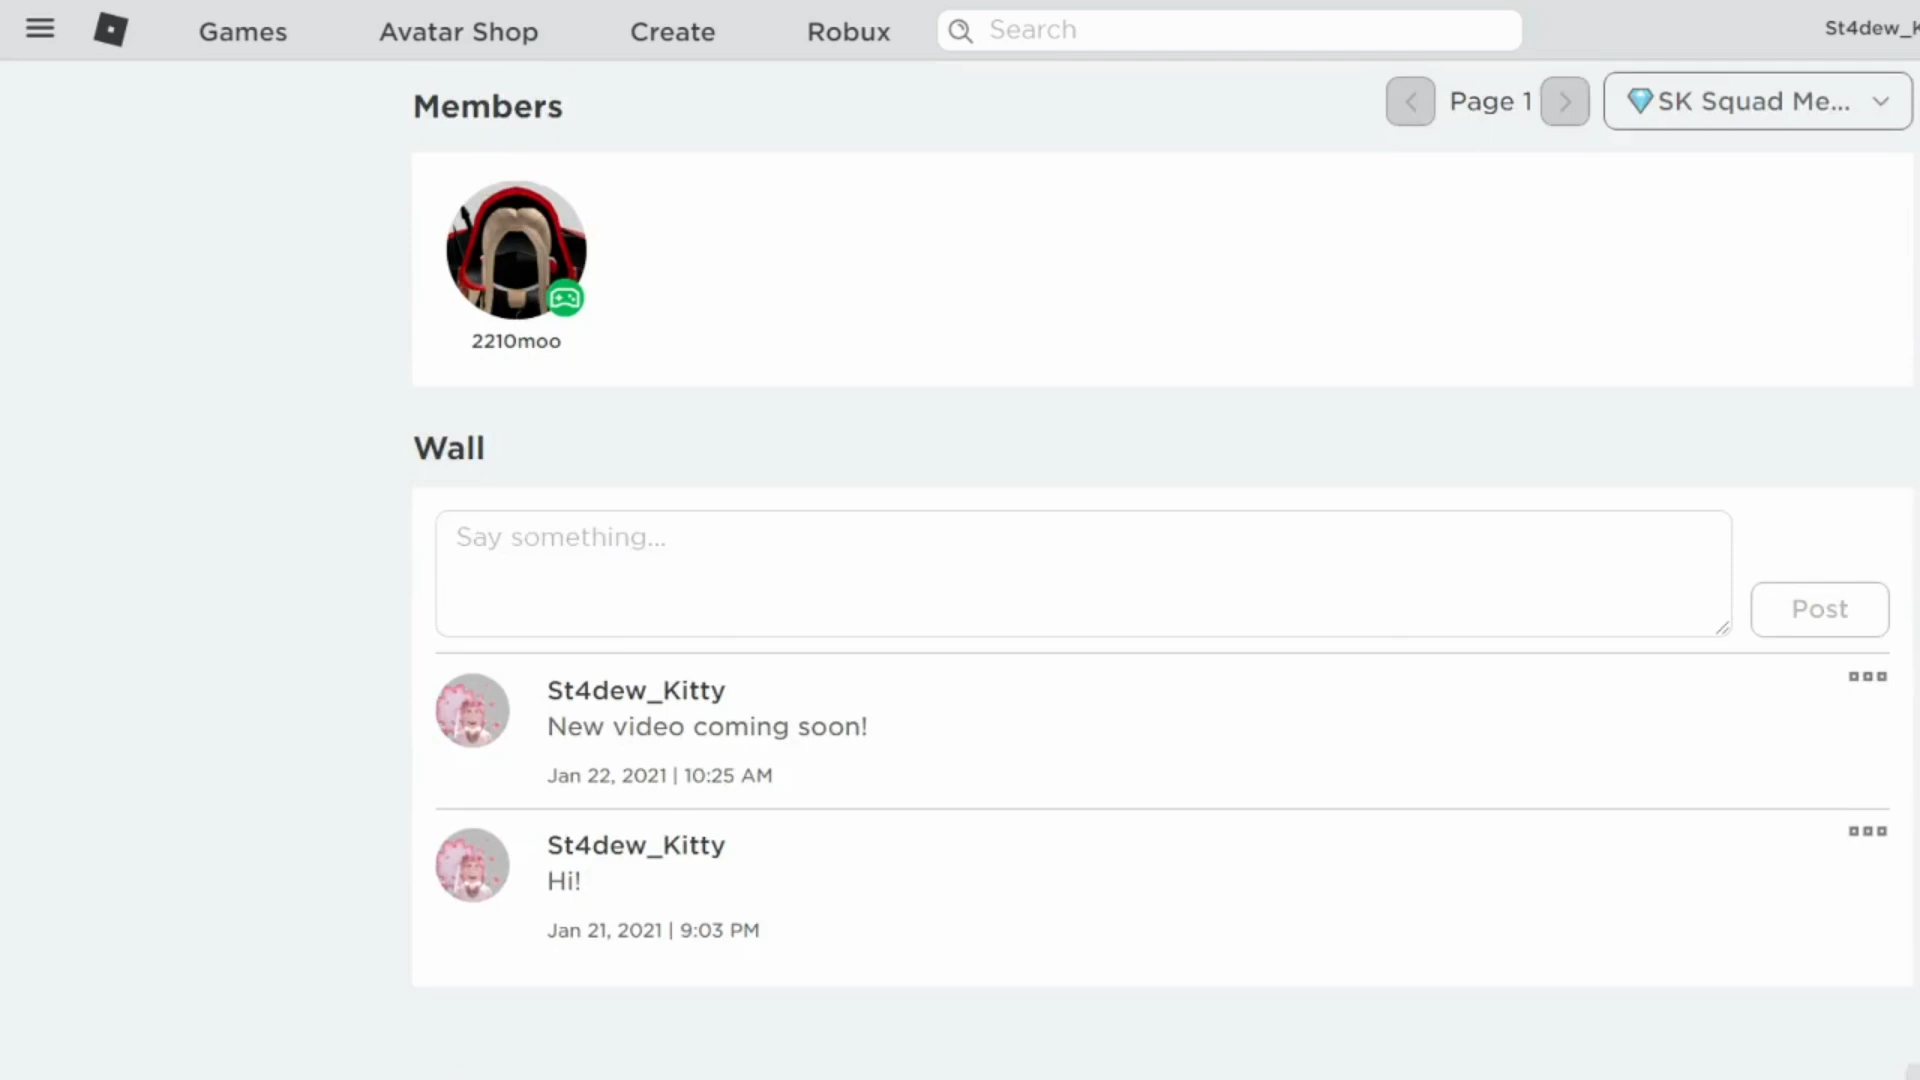 Games Avatar Shop Create Robux Search St4dew_K
Members Page 1 SK Squad Me...
2210moo
Wall
Say something...
Post
St4dew_Kitty
New video coming soon!
Jan 22, 2021 | 10:25 AM
St4dew_Kitty
Hi!
Jan 21, 2021 | 9:03 PM